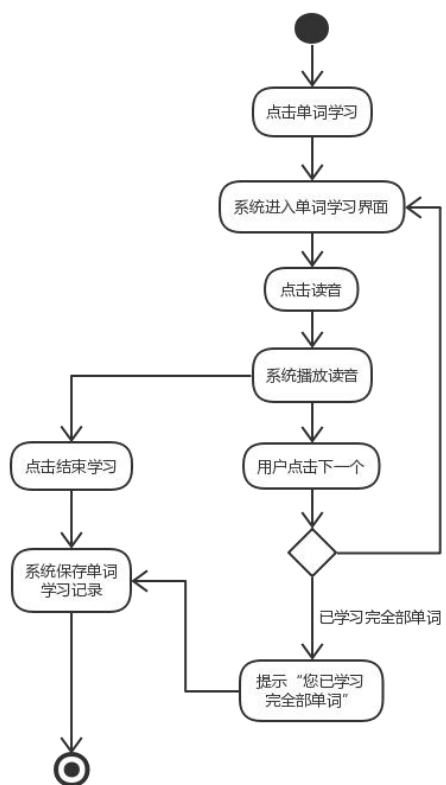 点击单词学习
系统进入单词学习界面
点击读音
系统播放读音
点击结束学习
用户点击下一个
系统保存单词
学习记录
已学习完全部单词
提示“您已学习
完全部单词”